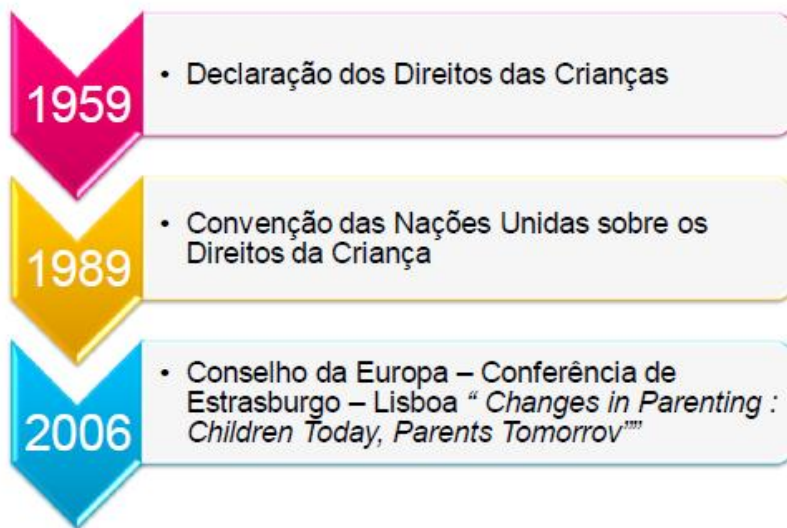 1959
• Declaração dos Direitos das Crianças
1989
• Convenção das Nações Unidas sobre os
Direitos da Criança
2006
• Conselho da Europa – Conferência de
Estrasburgo – Lisboa “ Changes in Parenting :
Children Today, Parents Tomorrov””